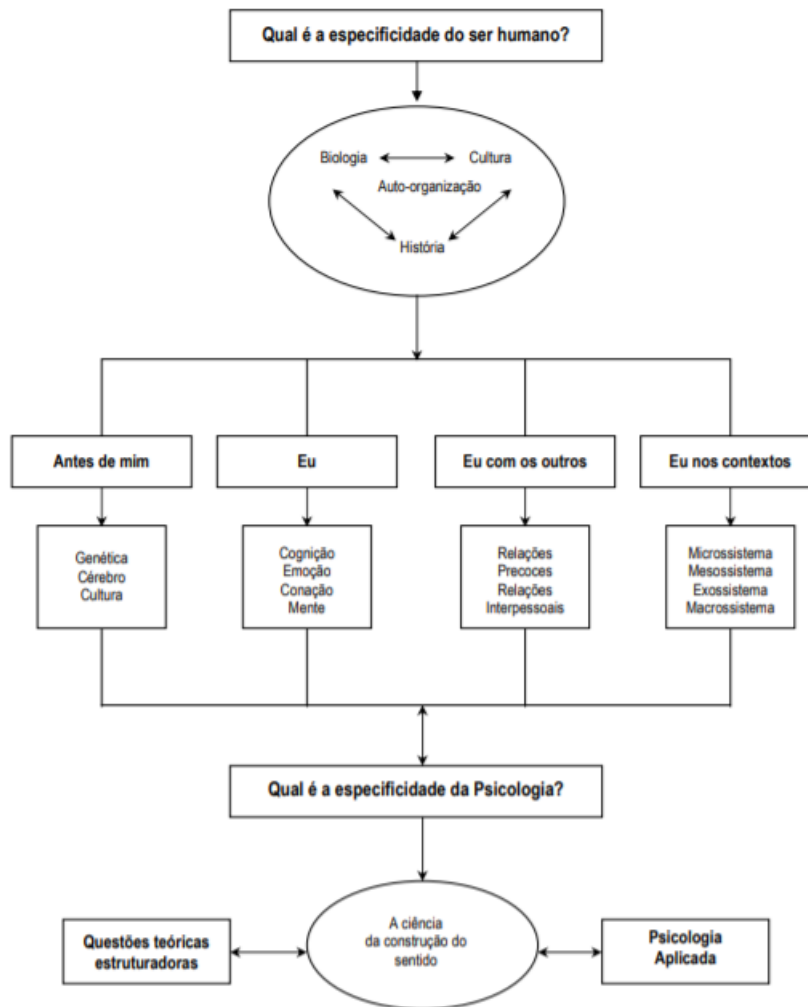 Qual é a especificidade do ser humano?
Biologia
Cultura
Auto-organização
História
Antes de mim
Eu
Eu com os outros
Eu nos contextos
Genética
Cérebro
Cultura
Cognição
Emoção
Conação
Mente
Relações
Precoces
Relações
Interpessoais
Microssistema
Mesossistema
Exossistema
Macrossistema
Qual é a especificidade da Psicologia?
Questões teóricas
estruturadoras
A ciência
da construção do
sentido
Psicologia
Aplicada